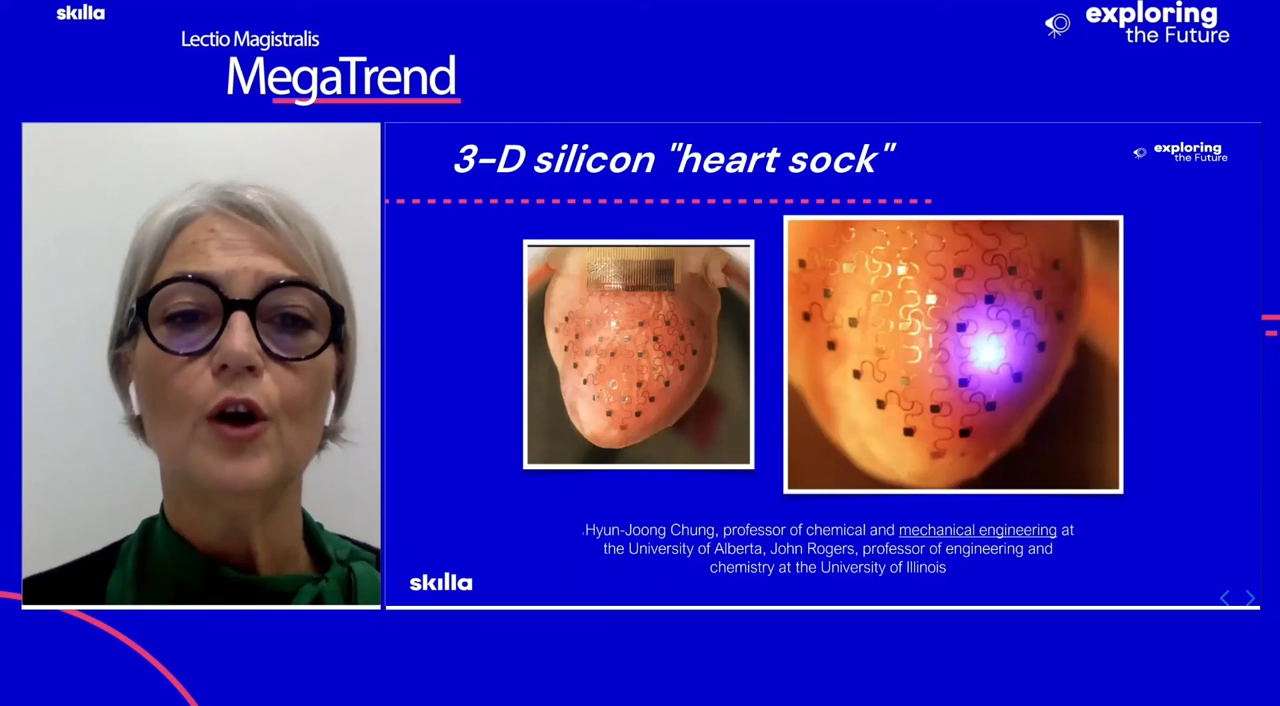 skilla
Lectio Magistralis
MegaTrend
exploring
the Future
3-D silicon "heart sock"
exploring
the Future
Hyun-Joong Chung, professor of chemical and mechanical engineering at
the University of Alberta, John Rogers, professor of engineering and
chemistry at the University of Illinois
skilla